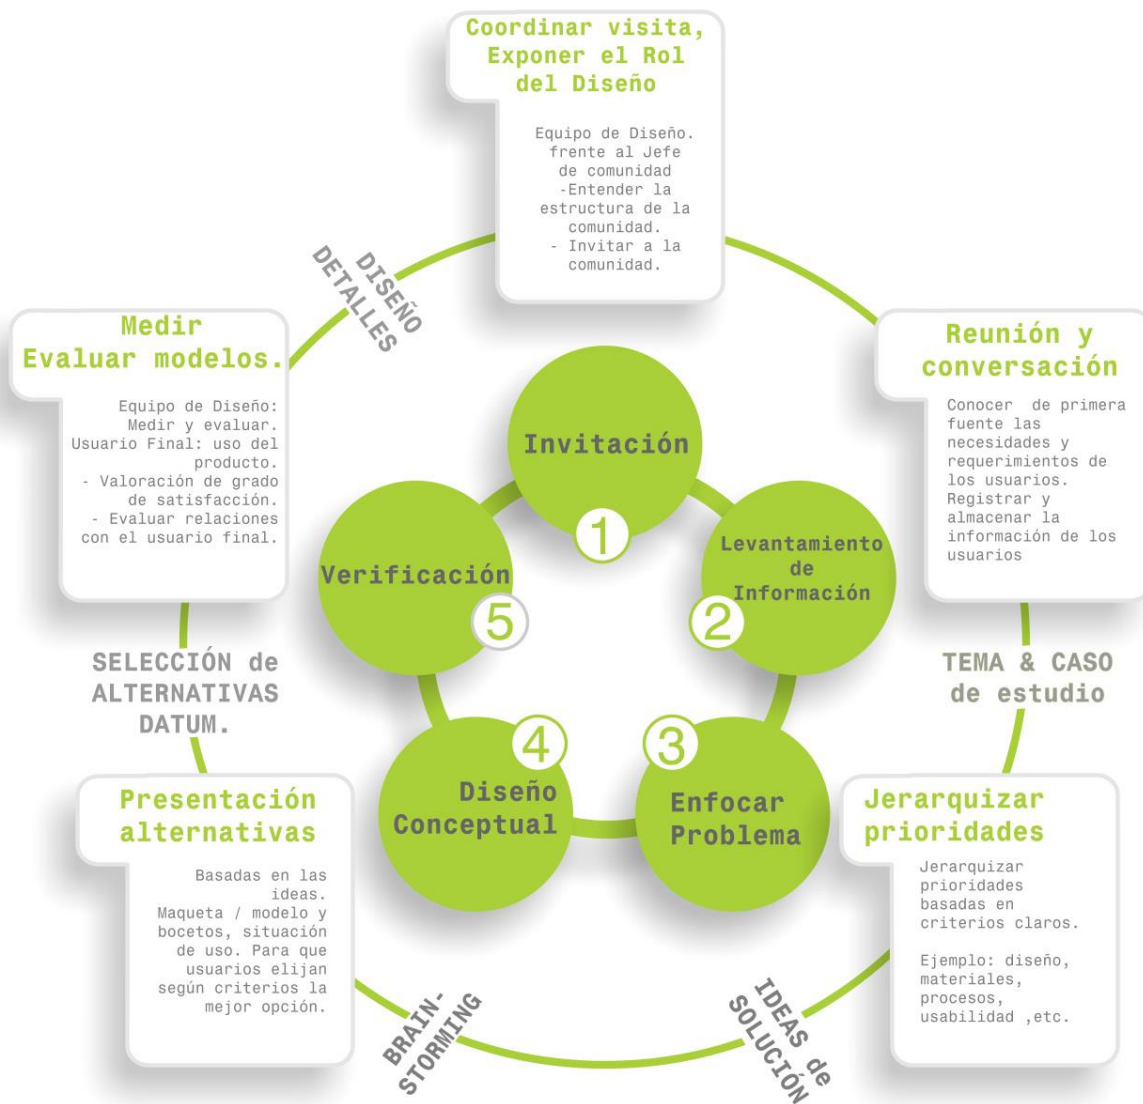 Coordinar visita,
Exponer el Rol
del Diseño
Equipo de Diseño.
frente al Jefe
de comunidad
-Entender la
estructura de la
comunidad.
- Invitar a la
comunidad.
DISEÑO
DETALLES
Medir
Evaluar modelos.
Equipo de Diseño:
Medir y evaluar.
Usuario Final: uso del
producto.
- Valoración de grado
de satisfacción.
- Evaluar relaciones
con el usuario final.
Reunión y
conversación
Conocer de primera
fuente las
necesidades y
requerimientos de
los usuarios.
Registrar y
almacenar la
información de los
usuarios
Invitación
1
Levantamiento
de
Información
2
Verificación
5
SELECCIÓN de
ALTERNATIVAS
DATUM.
TEMA & CASO
de estudio
4
Diseño
Conceptual
3
Enfocar
Problema
Presentación
alternativas
Basadas en las
ideas.
Maqueta / modelo y
bocetos, situación
de uso. Para que
usuarios elijan
según criterios la
mejor opción.
Jerarquizar
prioridades
Jerarquizar
prioridades
basadas en
criterios claros.
Ejemplo: diseño,
materiales,
procesos,
usabilidad ,etc.
BRAIN-
STORMING
IDEAS de
SOLUCIÓN